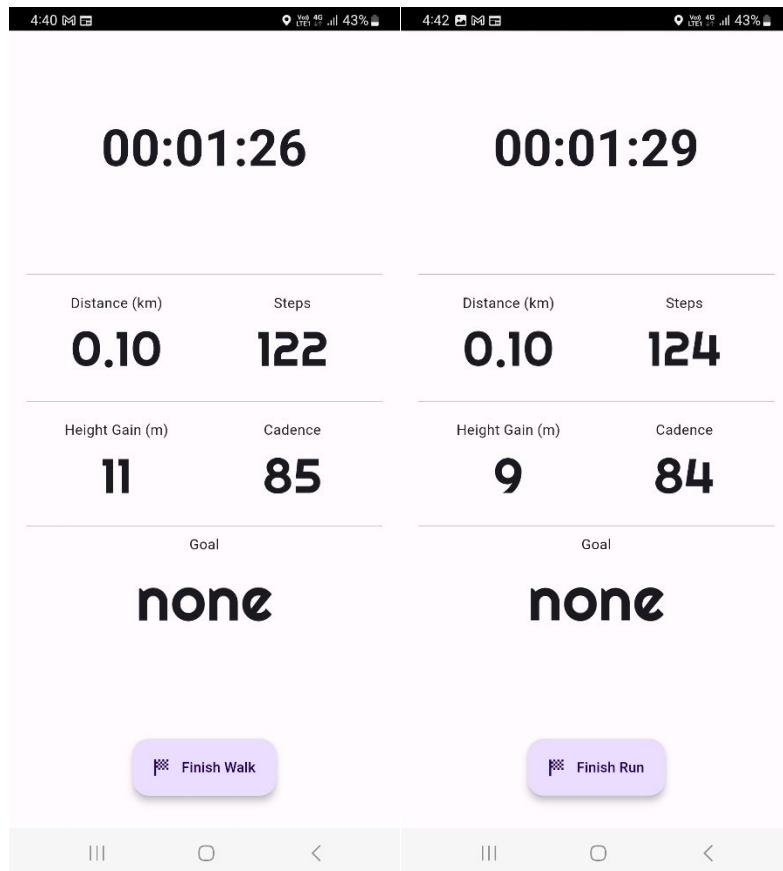 4:40
Voo) 4G
LTE1 43%
00:01:26
Distance (km) Steps
0.10 122
Height Gain (m) Cadence
11 85
Goal
none
Finish Walk
4:42
Voo) 4G
LTE1 43%
00:01:29
Distance (km) Steps
0.10 124
Height Gain (m) Cadence
9 84
Goal
none
Finish Run